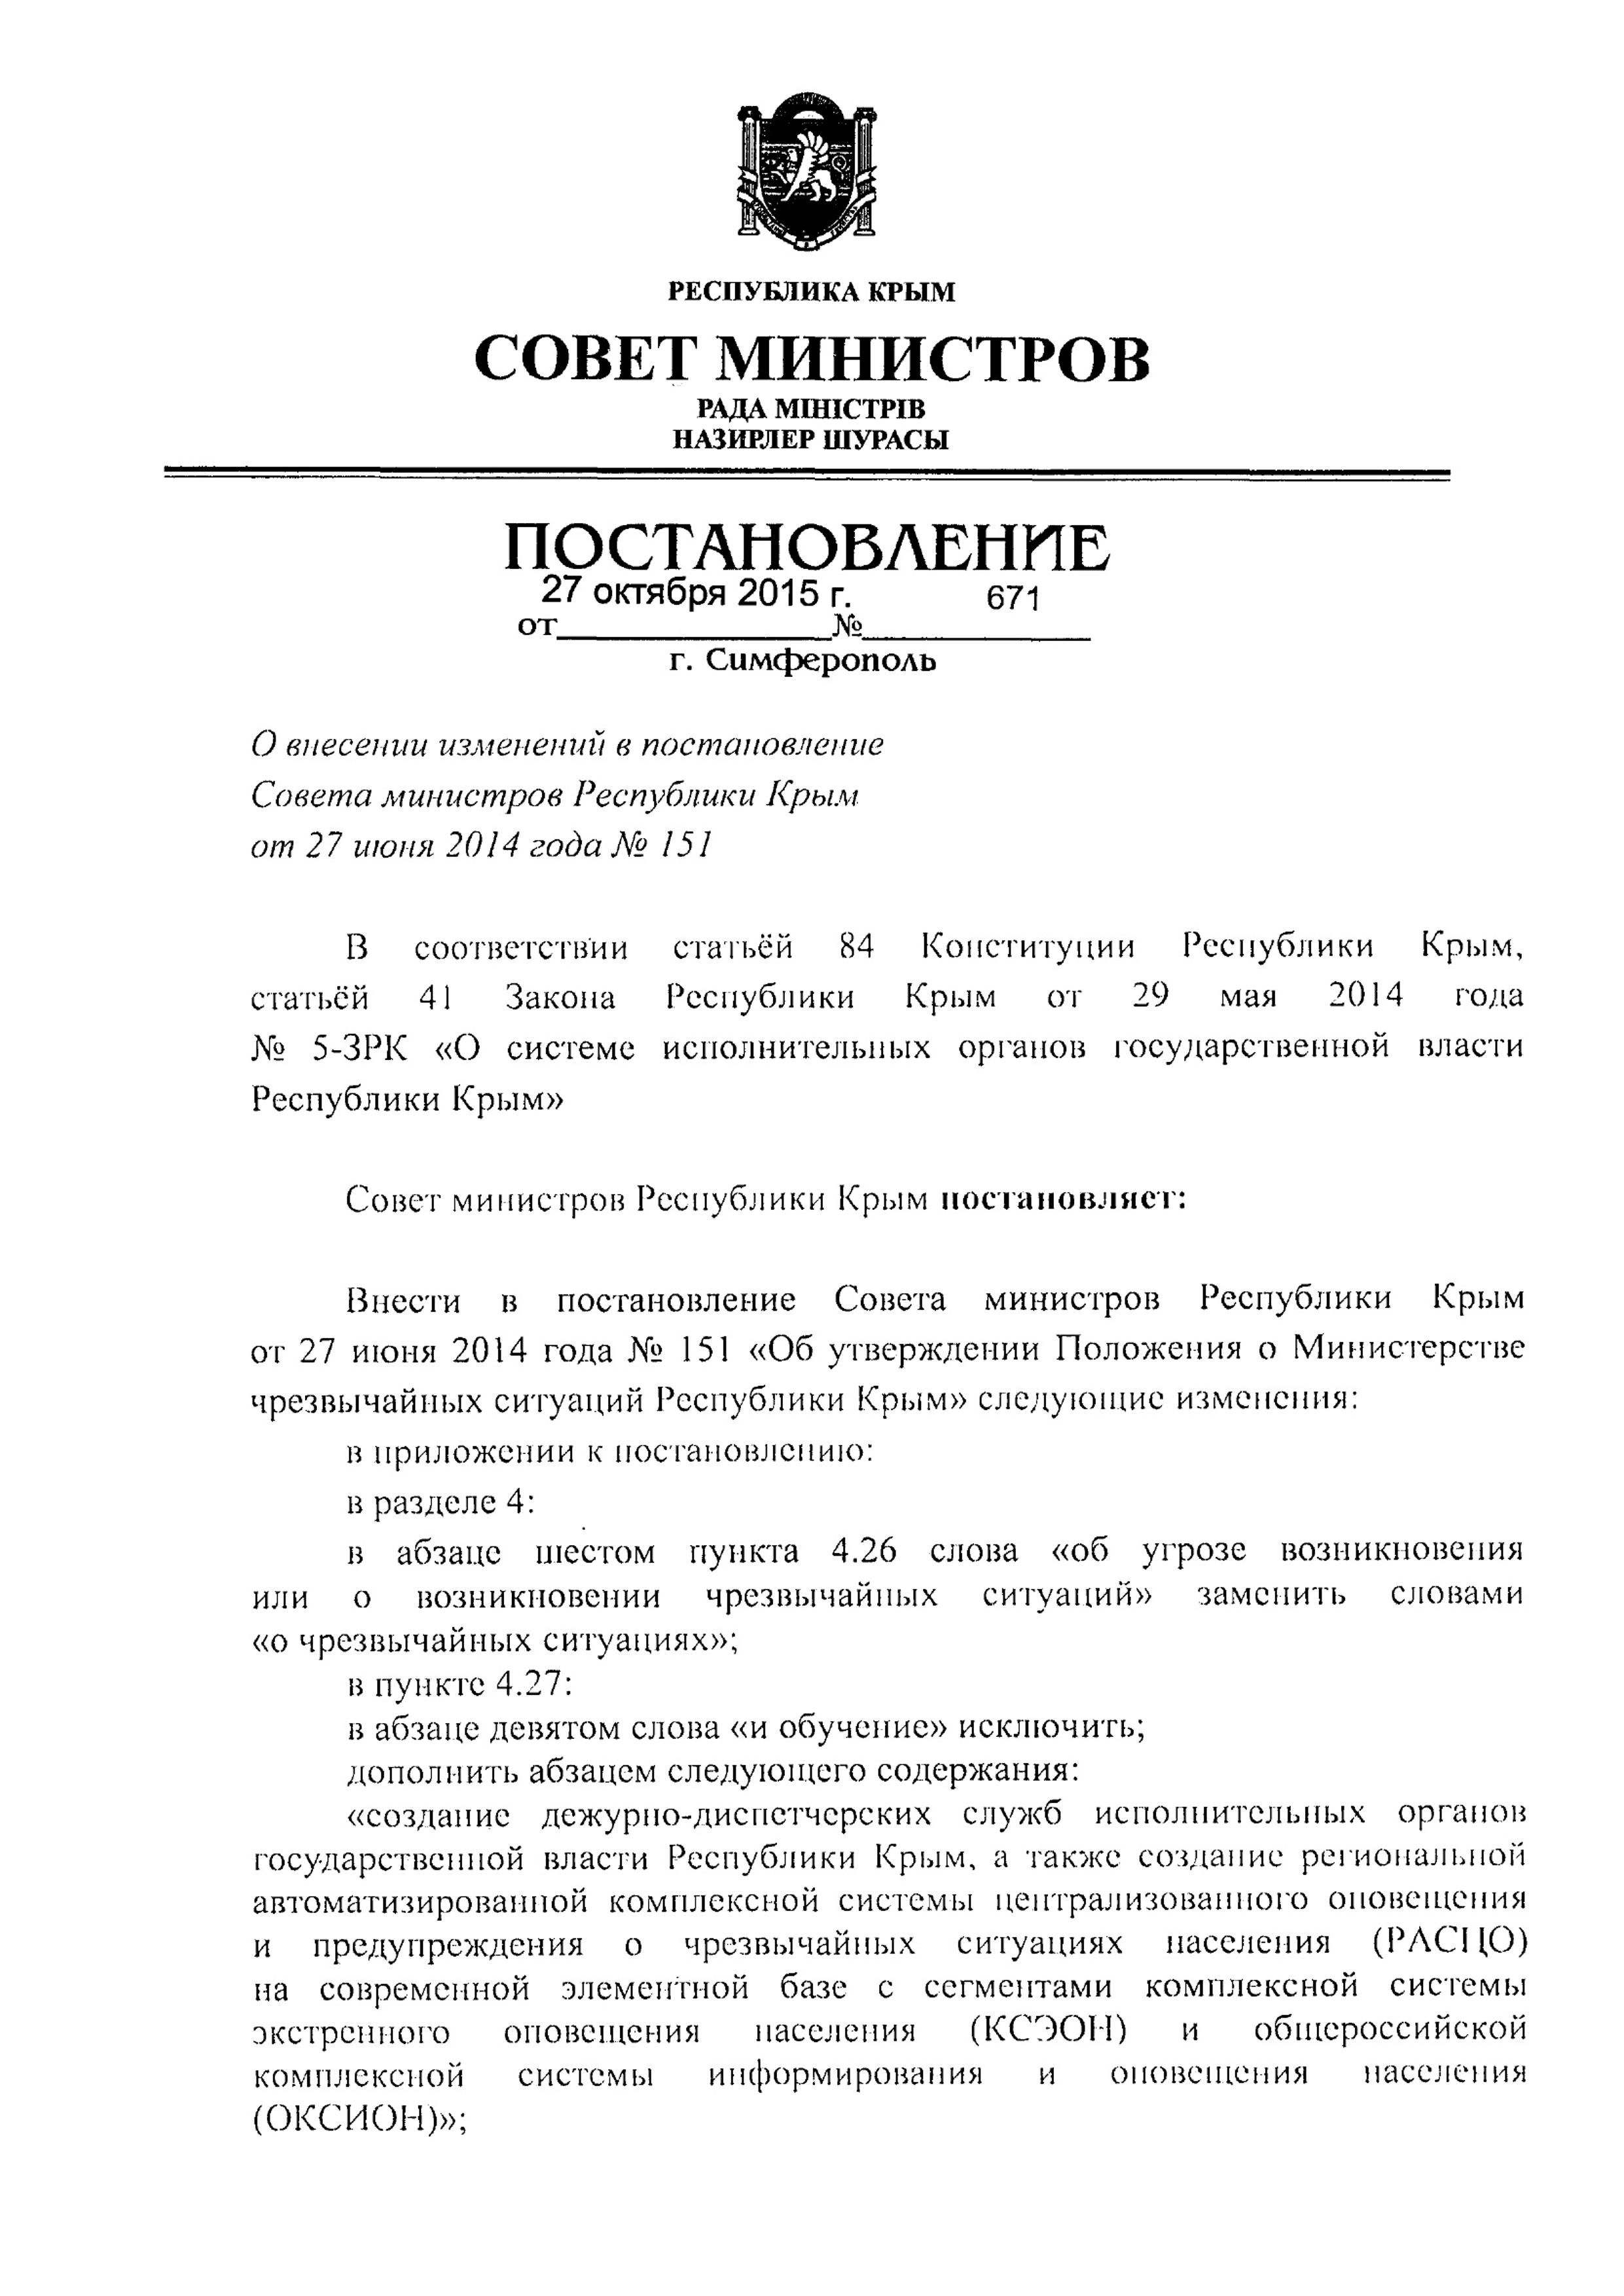 РЕСПУБЛИКА КРЫМ
СОВЕТ МИНИСТРОВ
РАДА МІНІСТРІВ
НАЗИРЛЕР ШУРАСЫ
ПОСТАНОВЛЕНИЕ
27 октября 2015 г. 671
от № 
г. Симферополь
О внесении изменений в постановление
Совета министров Республики Крым
от 27 июня 2014 года № 151
В соответствии статьёй 84 Конституции Республики Крым,
статьёй 41 Закона Республики Крым от 29 мая 2014 года
№ 5-ЗРК «О системе исполнительных органов государственной власти
Республики Крым»
Совет министров Республики Крым постановляет:
Внести в постановление Совета министров Республики Крым
от 27 июня 2014 года № 151 «Об утверждении Положения о Министерстве
чрезвычайных ситуаций Республики Крым» следующие изменения:
в приложении к постановлению:
в разделе 4:
в абзаце шестом пункта 4.26 слова «об угрозе возникновения
или о возникновении чрезвычайных ситуаций» заменить словами
«о чрезвычайных ситуациях»;
в пункте 4.27:
в абзаце девятом слова «и обучение» исключить;
дополнить абзацем следующего содержания:
«создание дежурно-диспетчерских служб исполнительных органов
государственной власти Республики Крым, а также создание региональной
автоматизированной комплексной системы централизованного оповещения
и предупреждения о чрезвычайных ситуациях населения (РАСЦО)
на современной элементной базе с сегментами комплексной системы
экстренного оповещения населения (КСЭОН) и общероссийской
комплексной системы информирования и оповещения населения
(ОКСИОН)»;